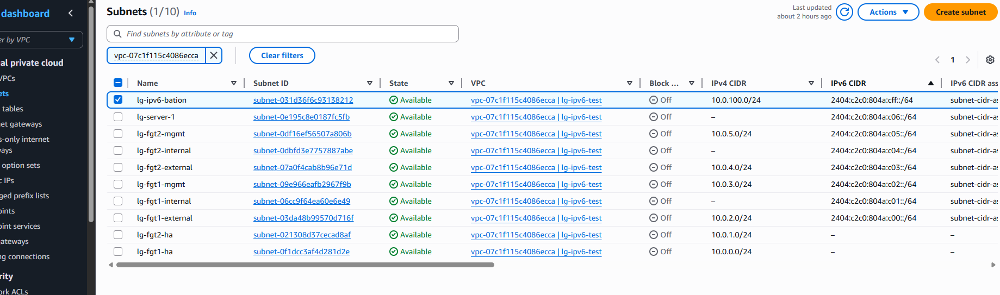 dashboard
er by VPC
al private cloud
VPCs
ets
tables
et gateways
s-only internet
ways
option sets
c IPs
ged prefix lists
oints
oint services
ateways
ng connections
rity
ork ACLs
Subnets (1/10) Info
Last updated
about 2 hours ago
Actions
Create subnet
Find subnets by attribute or tag
vpc-07c1f115c4086ecca
Clear filters
1
Name Subnet ID State VPC Block ... IPv4 CIDR IPv6 CIDR IPv6 CIDR ass
lg-ipv6-bation subnet-031d36f6c93138212 Available vpc-07c1f115c4086ecca | lg-ipv6-test Off 10.0.100.0/24 2404:c2c0:804a:cff::/64 subnet-cidr-as
lg-server-1 subnet-0e195c8e0187fc5fb Available vpc-07c1f115c4086ecca | lg-ipv6-test Off – 2404:c2c0:804a:c06::/64 subnet-cidr-as
lg-fgt2-mgmt subnet-0df16ef56507a806b Available vpc-07c1f115c4086ecca | lg-ipv6-test Off 10.0.5.0/24 2404:c2c0:804a:c05::/64 subnet-cidr-as
lg-fgt2-internal subnet-0dbfd3e7757887abe Available vpc-07c1f115c4086ecca | lg-ipv6-test Off – 2404:c2c0:804a:c04::/64 subnet-cidr-as
lg-fgt2-external subnet-07a0f4cab8b96e71d Available vpc-07c1f115c4086ecca | lg-ipv6-test Off 10.0.4.0/24 2404:c2c0:804a:c03::/64 subnet-cidr-as
lg-fgt1-mgmt subnet-09e966eafb2967f9b Available vpc-07c1f115c4086ecca | lg-ipv6-test Off 10.0.3.0/24 2404:c2c0:804a:c02::/64 subnet-cidr-as
lg-fgt1-internal subnet-06cc9f64ea60e6e49 Available vpc-07c1f115c4086ecca | lg-ipv6-test Off – 2404:c2c0:804a:c01::/64 subnet-cidr-as
lg-fgt1-external subnet-03da48b99570d716f Available vpc-07c1f115c4086ecca | lg-ipv6-test Off 10.0.2.0/24 2404:c2c0:804a:c00::/64 subnet-cidr-as
lg-fgt2-ha subnet-021308d37cecad8af Available vpc-07c1f115c4086ecca | lg-ipv6-test Off 10.0.1.0/24 – –
lg-fgt1-ha subnet-0f1dcc3af4d281d2e Available vpc-07c1f115c4086ecca | lg-ipv6-test Off 10.0.0.0/24 – –